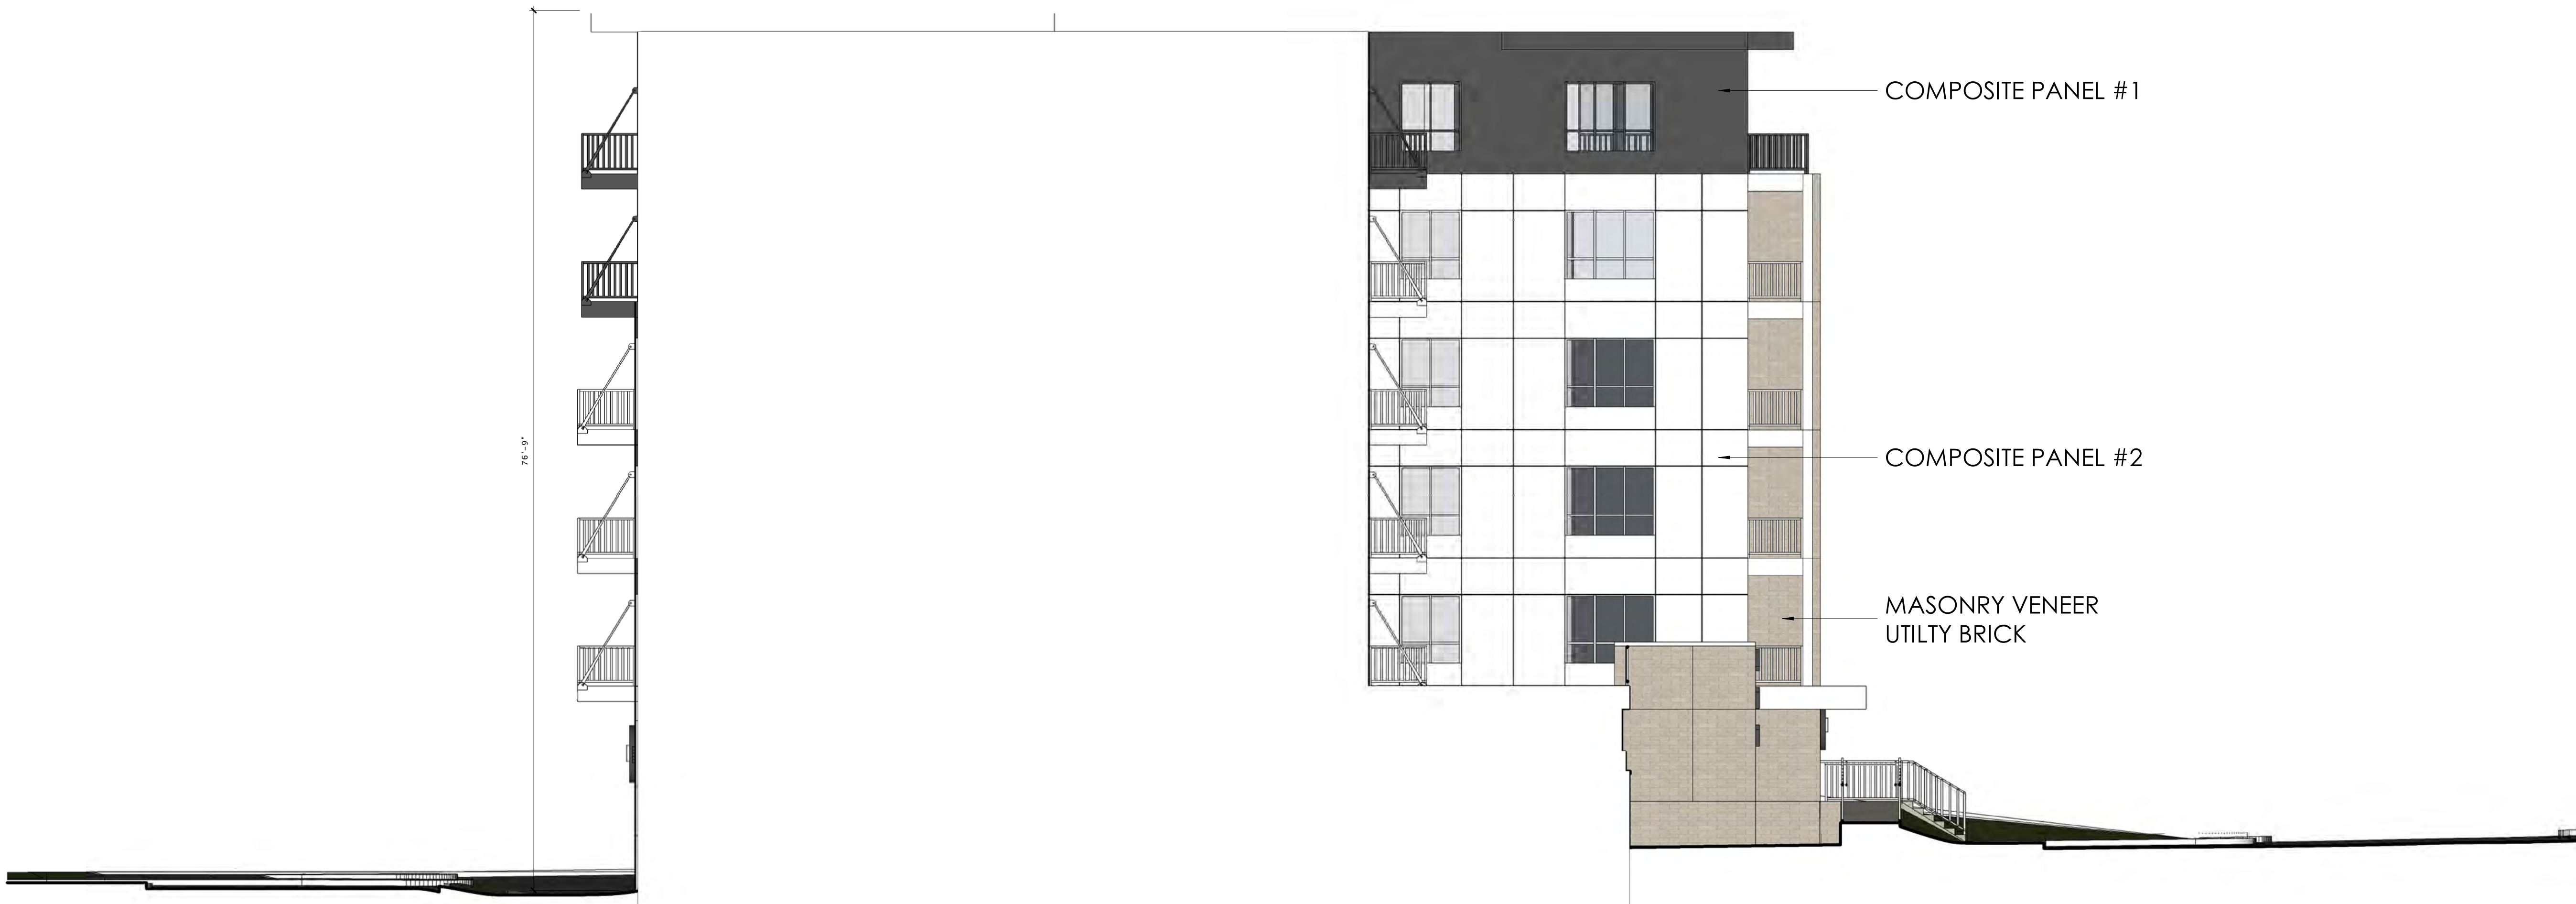 COMPOSITE PANEL #1
76'-9"
COMPOSITE PANEL #2
MASONRY VENEER
UTILTY BRICK